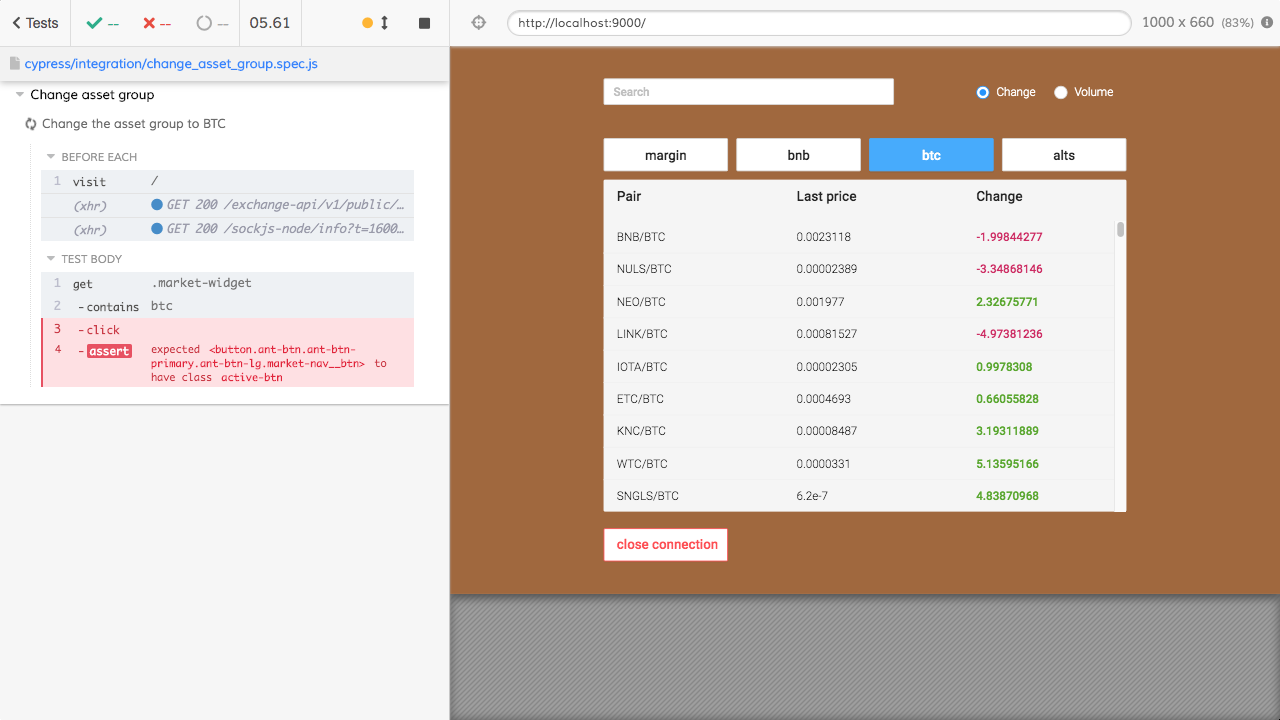 Tests -- -- -- 05.61
http://localhost:9000/ 1000 x 660 (83%)
cypress/integration/change_asset_group.spec.js
Change asset group
Change the asset group to BTC
BEFORE EACH
1 visit /
(xhr) GET 200 /exchange-api/v1/public/…
(xhr) GET 200 /sockjs-node/info?t=1600…
TEST BODY
1 get .market-widget
2 -contains btc
3 -click
4 -assert expected <button.ant-btn.ant-btn-
primary.ant-btn-lg.market-nav__btn> to
have class active-btn
Search Change Volume
margin bnb btc alts
Pair Last price Change
BNB/BTC 0.0023118 -1.99844277
NULS/BTC 0.00002389 -3.34868146
NEO/BTC 0.001977 2.32675771
LINK/BTC 0.00081527 -4.97381236
IOTA/BTC 0.00002305 0.9978308
ETC/BTC 0.0004693 0.66055828
KNC/BTC 0.00008487 3.19311889
WTC/BTC 0.0000331 5.13595166
SNGLS/BTC 6.2e-7 4.83870968
close connection